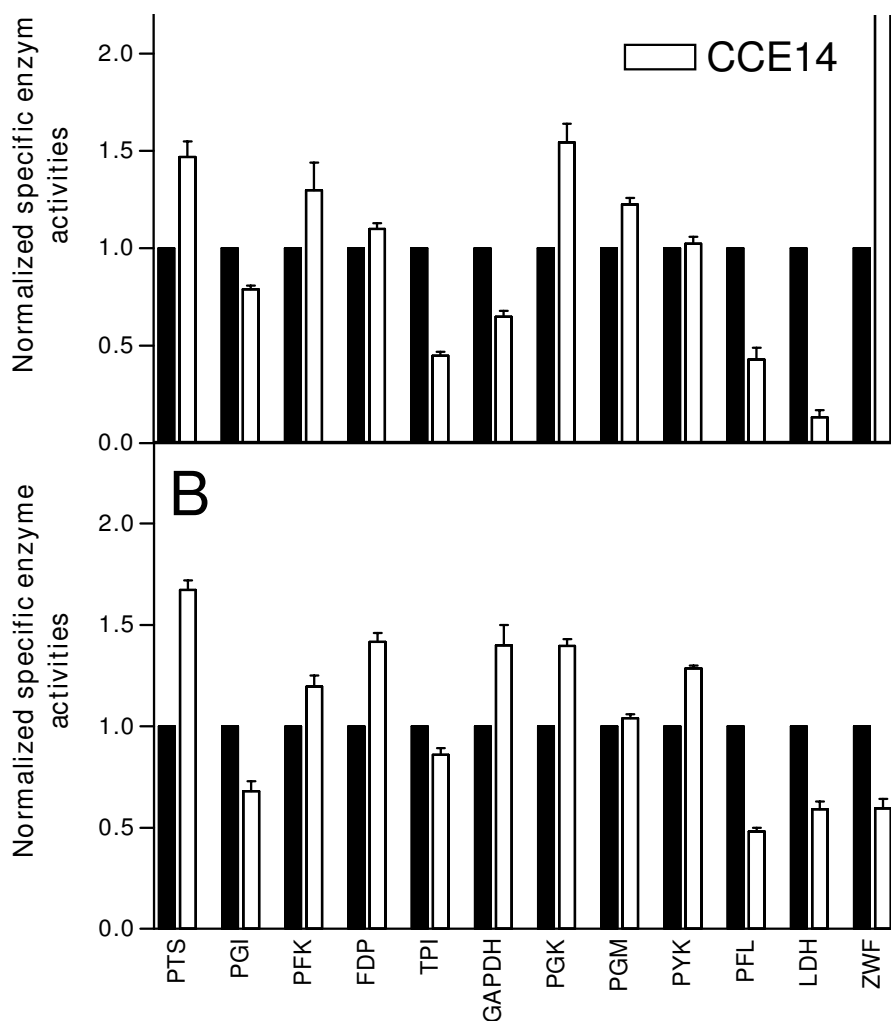 Normalized specific enzym
activities
2.0
1.5
1.0
0.5
0.0
CCE14
B
Normalized specific enzyme
activities
2.0
1.5
1.0
0.5
0.0
PTS
PGI
PFK
FDP
TPI
GAPDH
PGK
PGM
PYK
PFL
LDH
ZWF